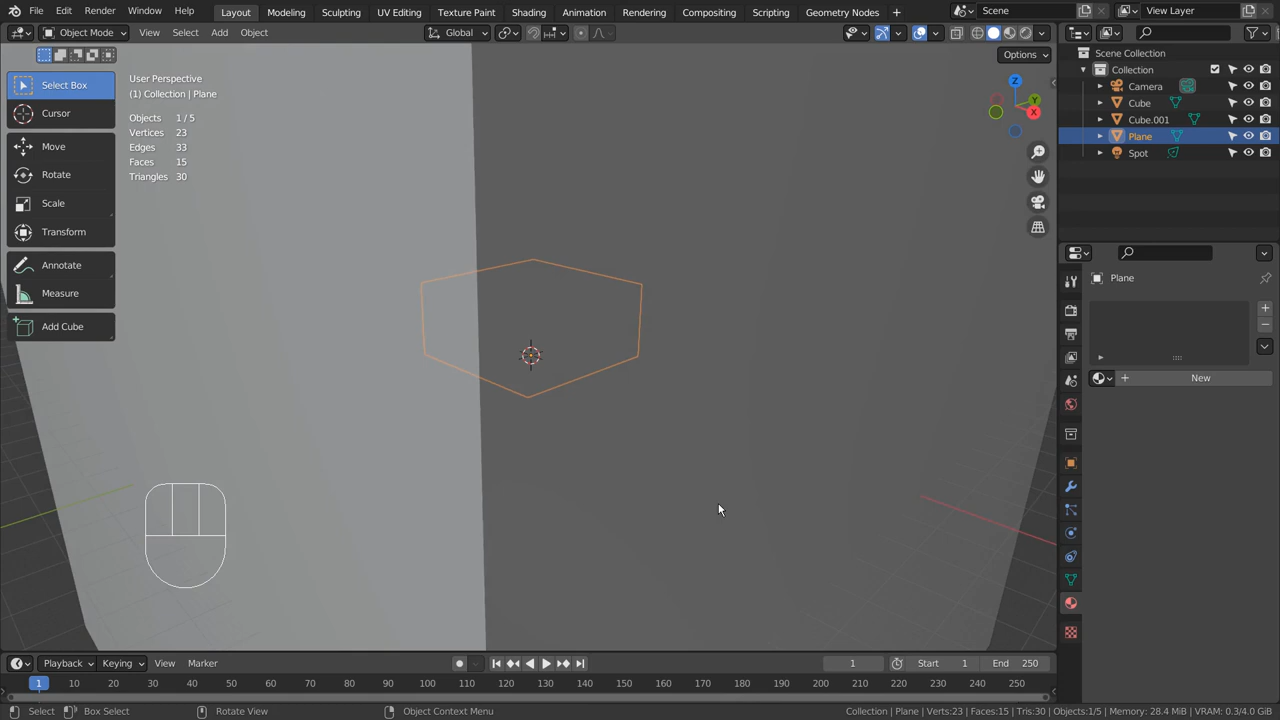 File Edit Render Window Help Layout Modeling Sculpting UV Editing Texture Paint Shading Animation Rendering Compositing Scripting Geometry Nodes + Scene View Layer
Object Mode View Select Add Object Global
Options
Select Box
Cursor
Move
Rotate
Scale
Transform
Annotate
Measure
Add Cube
User Perspective
(1) Collection | Plane
Objects 1/5
Vertices 23
Edges 33
Faces 15
Triangles 30
Z
Y
X
Scene Collection
Collection
Camera
Cube
Cube.001
Plane
Spot
Plane
New
Playback Keying View Marker 1 Start 1 End 250
1 10 20 30 40 50 60 70 80 90 100 110 120 130 140 150 160 170 180 190 200 210 220 230 240 250
Select Box Select Rotate View Object Context Menu Collection | Plane | Verts:23 | Faces:15 | Tris:30 | Objects:1/5 | Memory: 28.4 MiB | VRAM: 0.3/4.0 GiB